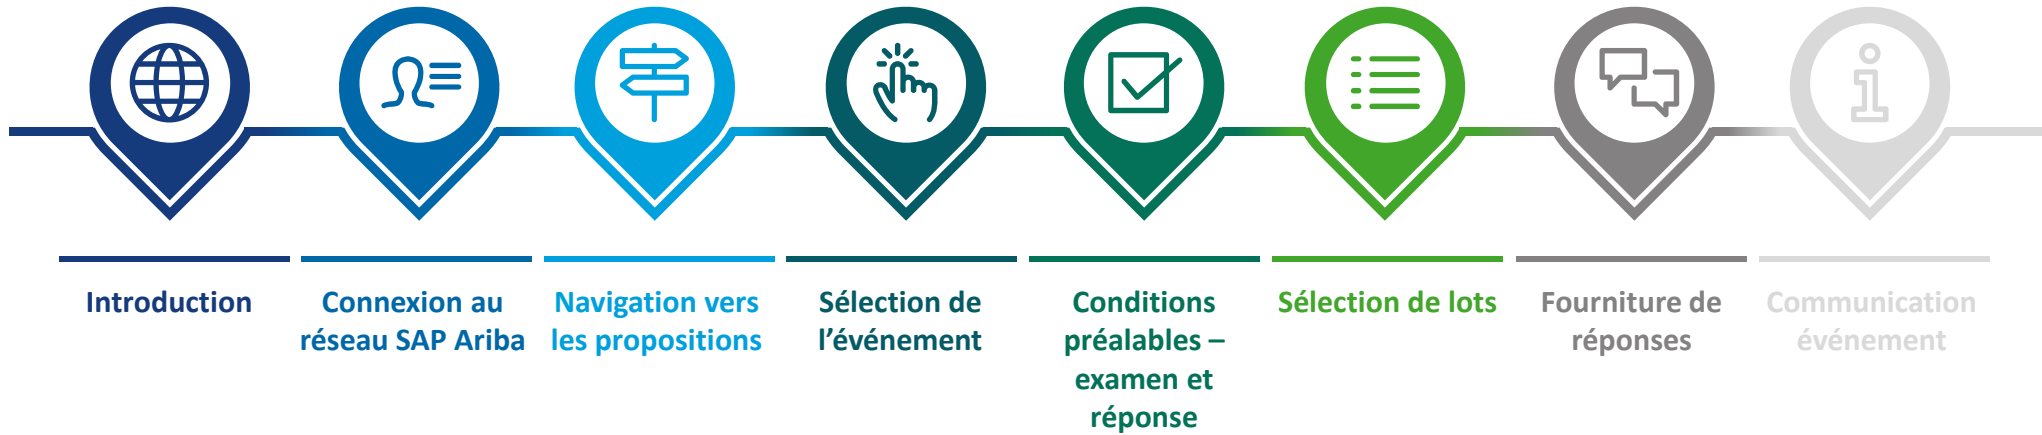 Introduction
Connexion au
réseau SAP Ariba
Navigation vers
les propositions
Sélection de
l’événement
Conditions
préalables –
examen et
réponse
Sélection de lots
Fourniture de
réponses
Communication
événement